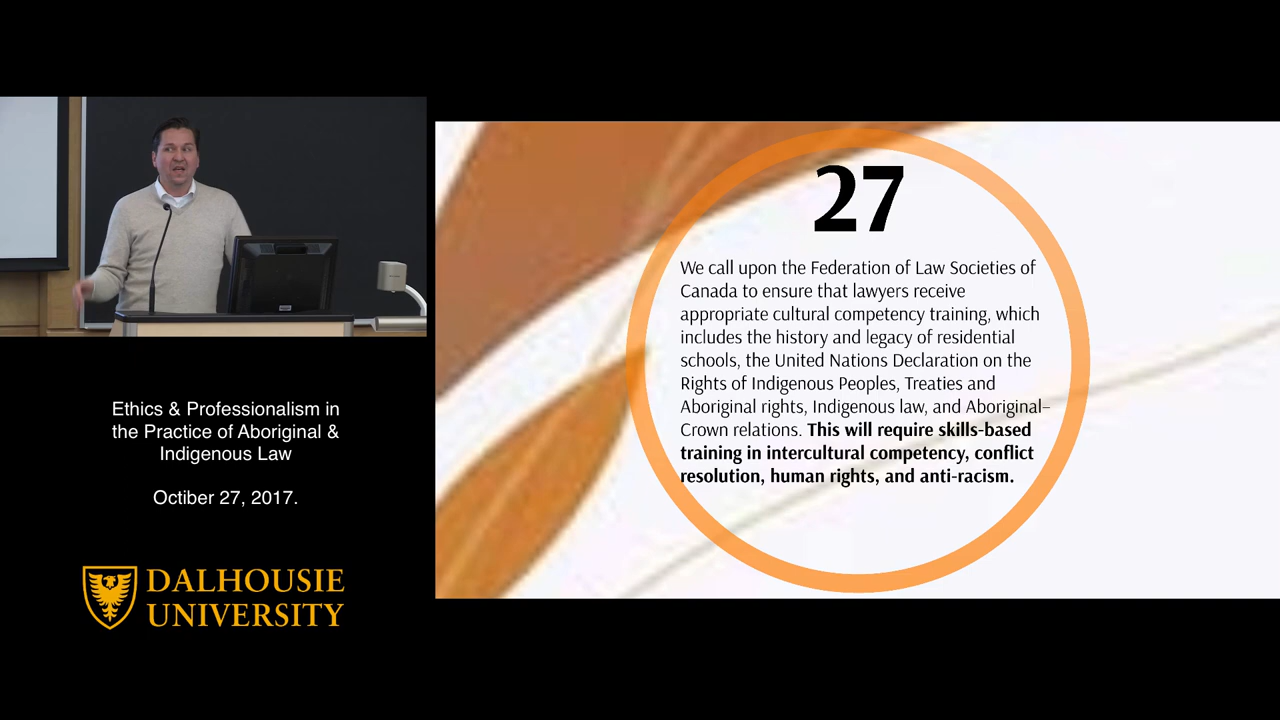 Ethics & Professionalism in
the Practice of Aboriginal &
Indigenous Law
Octiber 27, 2017.
DALHOUSIE
UNIVERSITY
27
We call upon the Federation of Law Societies of
Canada to ensure that lawyers receive
appropriate cultural competency training, which
includes the history and legacy of residential
schools, the United Nations Declaration on the
Rights of Indigenous Peoples, Treaties and
Aboriginal rights, Indigenous law, and Aboriginal–
Crown relations. This will require skills-based
training in intercultural competency, conflict
resolution, human rights, and anti-racism.